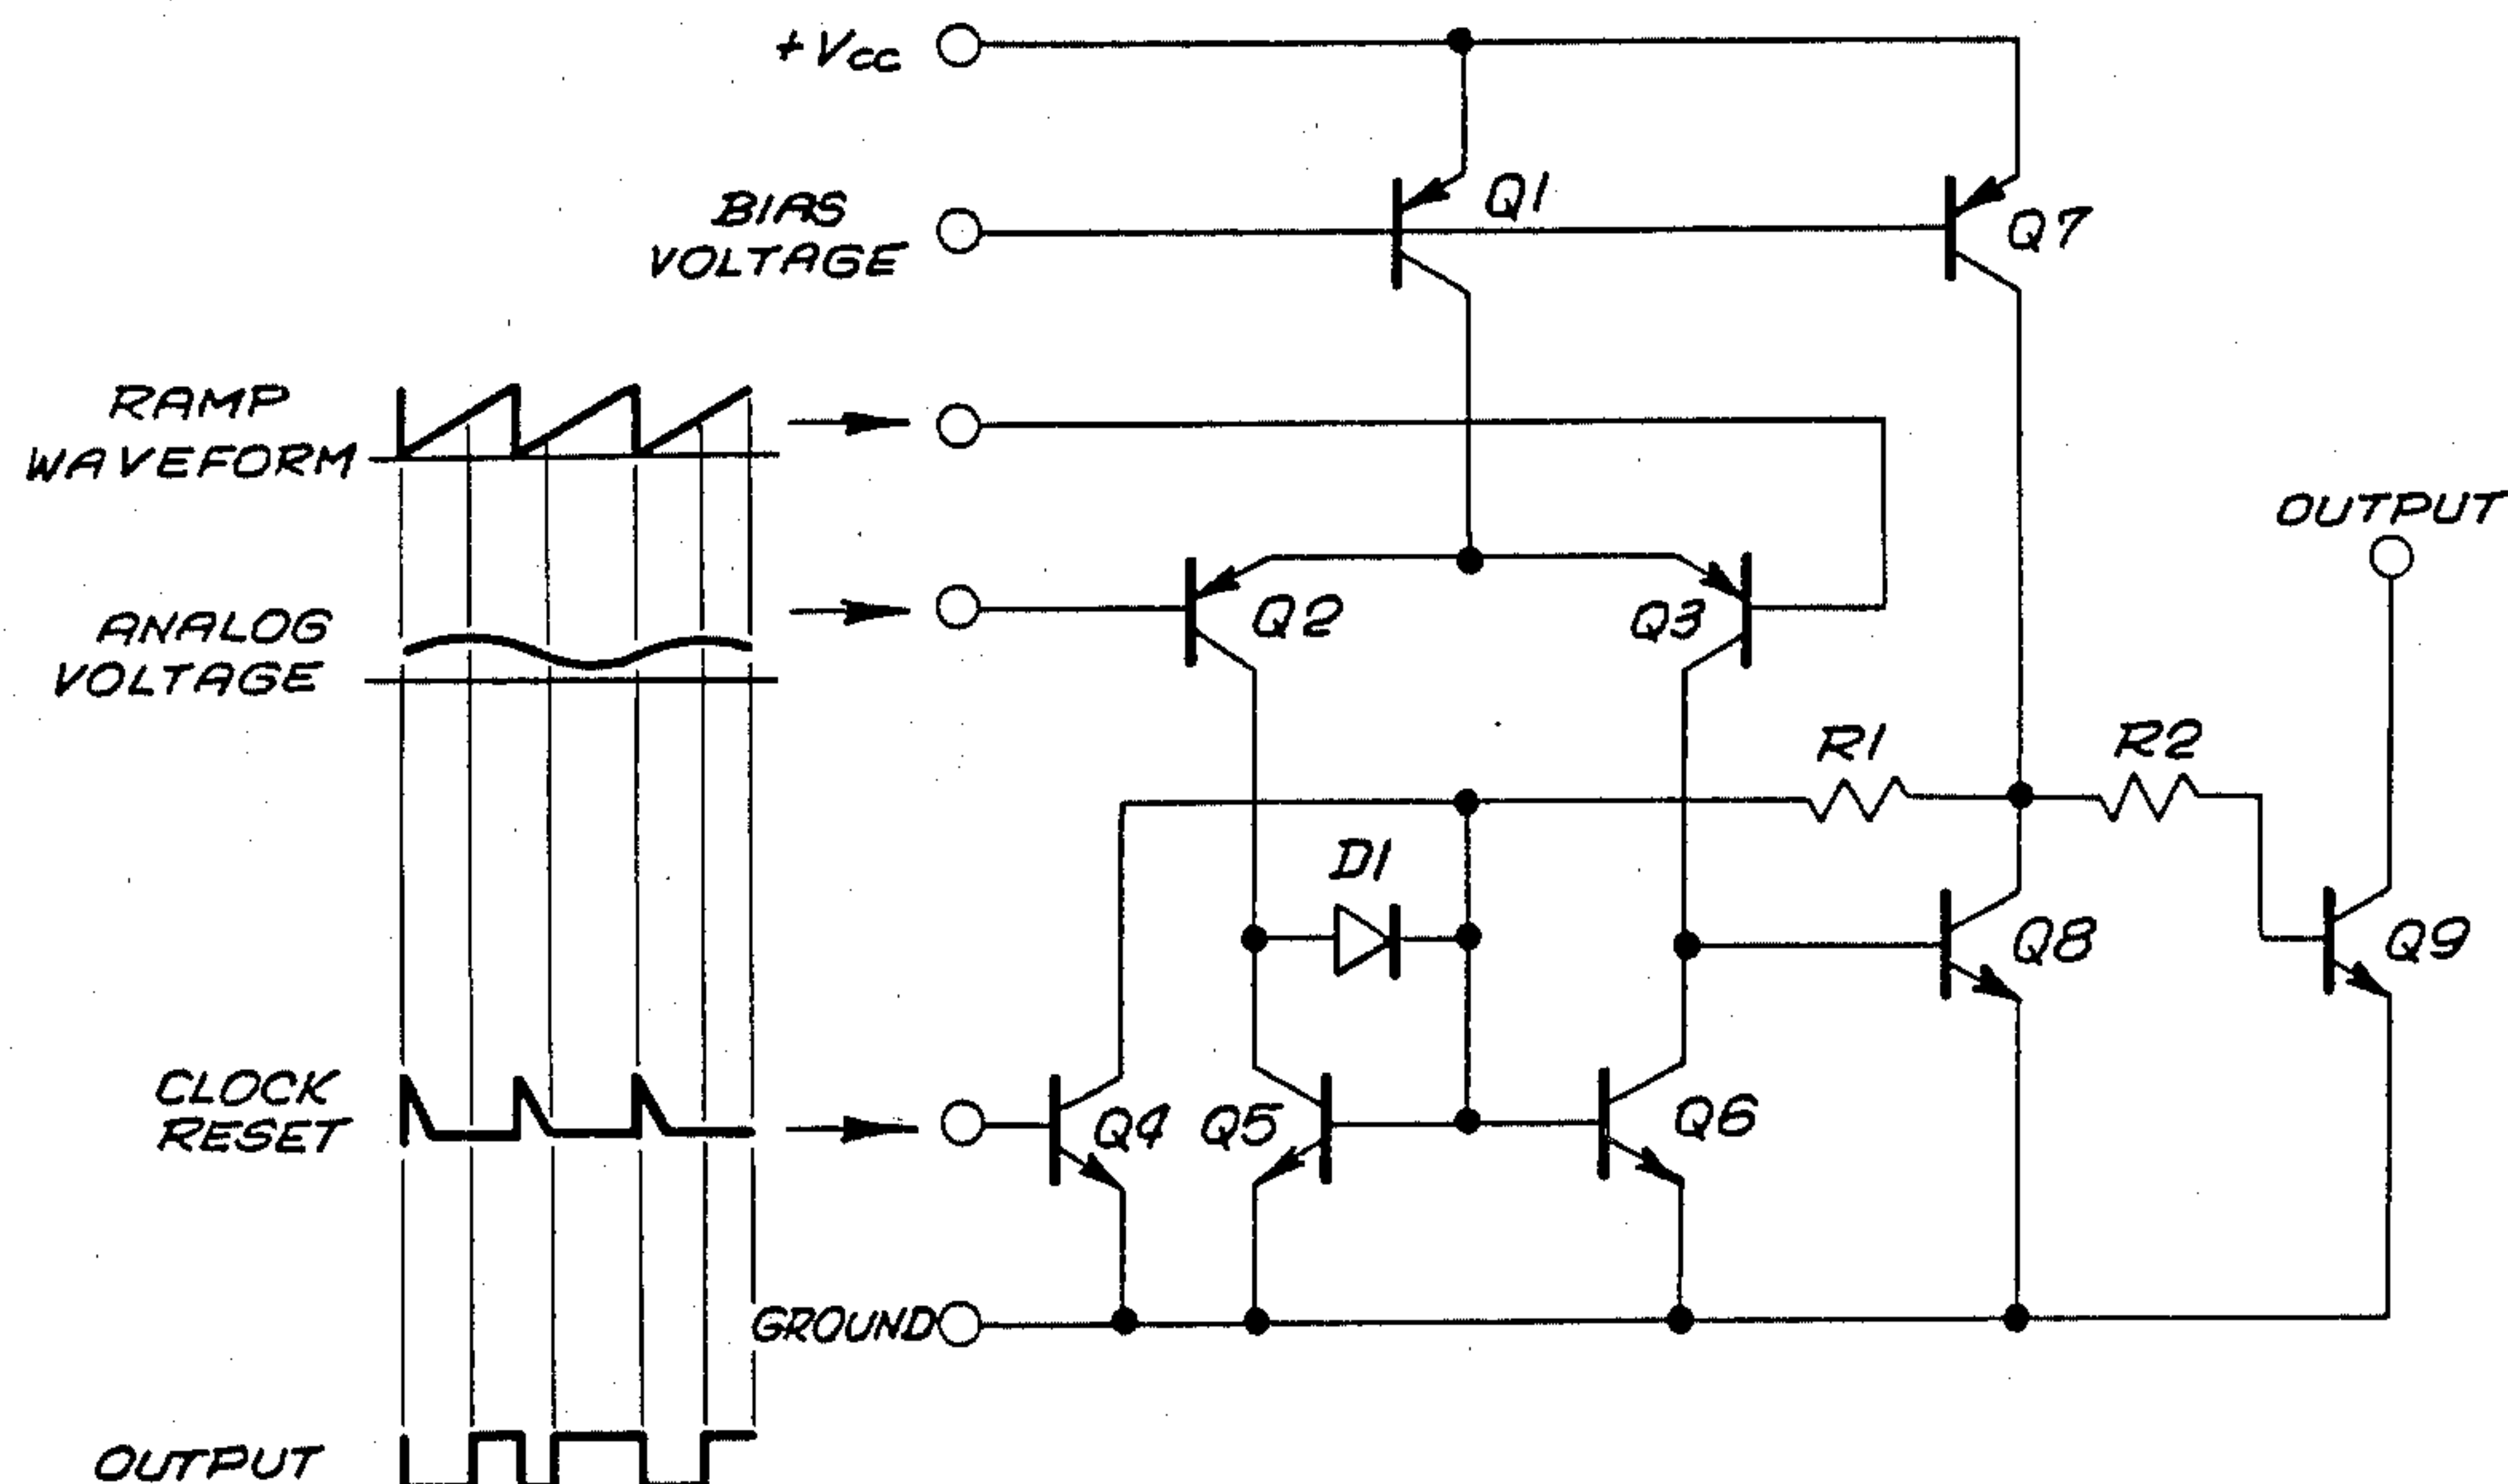 +VCC
BIAS
VOLTAGE
Q1
Q7
RAMP
WAVEFORM
OUTPUT
ANALOG
VOLTAGE
Q2
Q3
R1
R2
D1
Q8
Q9
CLOCK
RESET
Q4
Q5
Q6
GROUND
OUTPUT